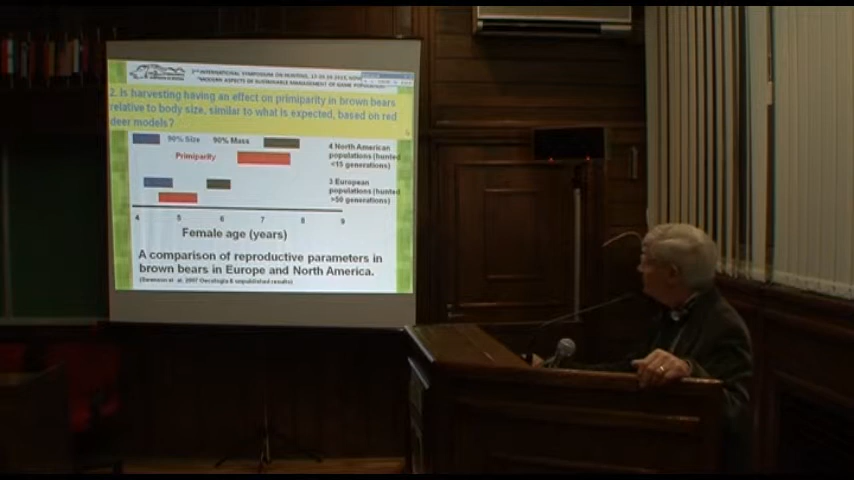 2nd INTERNATIONAL SYMPOSIUM ON HUNTING,
"MODERN ASPECTS OF SUSTAINABLE MANAGEMENT OF GAME POPULATION"
2. Is harvesting having an effect on primiparity in brown bears
relative to body size, similar to what is expected, based on red
deer models?
90% Size 90% Mass
Primiparity
4 North American
populations (hunted
<15 generations)
3 European
populations (hunted
>50 generations)
4 5 6 7 8 9
Female age (years)
A comparison of reproductive parameters in
brown bears in Europe and North America.
(Swenson et al. 2007 Oecologia & unpublished results)